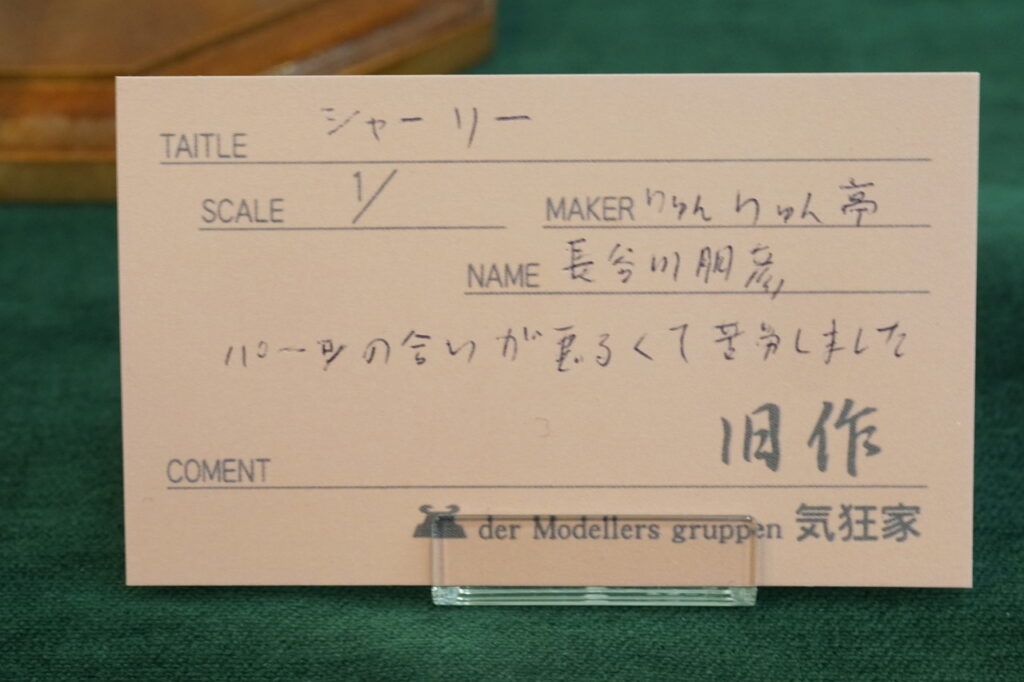 TAITLE シャーリー
SCALE 1/ MAKER りゅんりゅん亭
NAME 長谷川朋彦
パーツの合いが悪るくて苦労しました
旧作
COMENT
der Modellers gruppen 気狂家